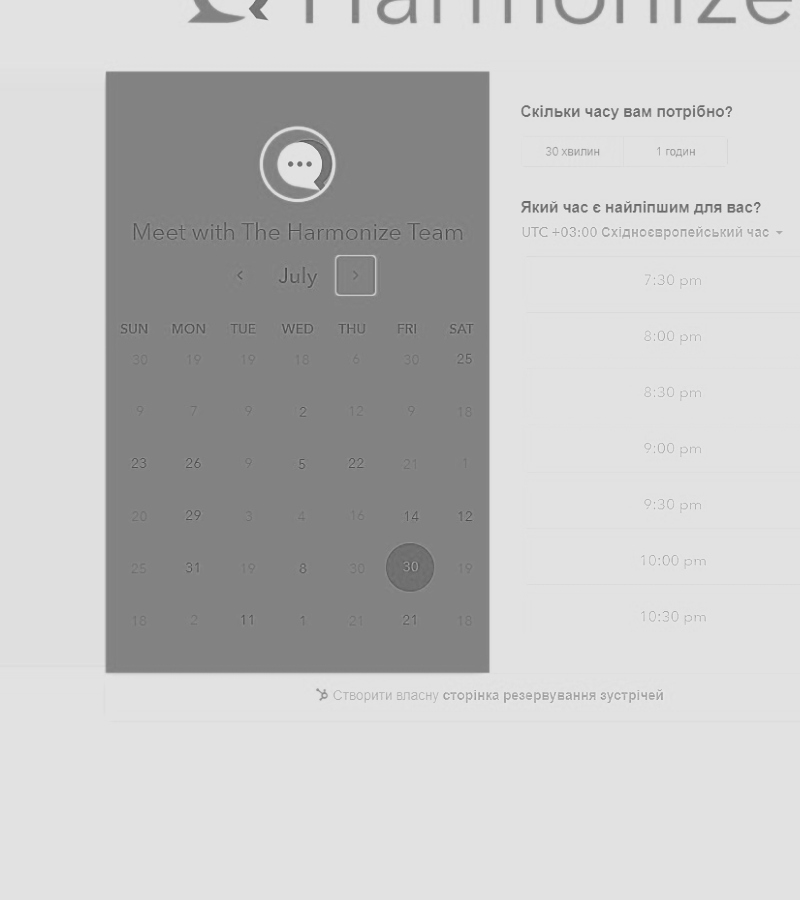 Harmonize
Meet with The Harmonize Team
July
SUN MON TUE WED THU FRI SAT
30 19 19 18 6 30 25
9 7 9 2 12 9 18
23 26 9 5 22 21 1
20 29 3 4 16 14 12
25 31 19 8 30 30 19
18 2 11 1 21 21 18
Скільки часу вам потрібно?
30 хвилин 1 годин
Який час є найліпшим для вас?
UTC +03:00 Східноєвропейський час
7:30 pm
8:00 pm
8:30 pm
9:00 pm
9:30 pm
10:00 pm
10:30 pm
Створити власну сторінка резервування зустрічей